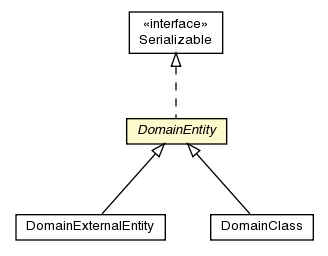 «interface»
Serializable
DomainEntity
DomainExternalEntity
DomainClass